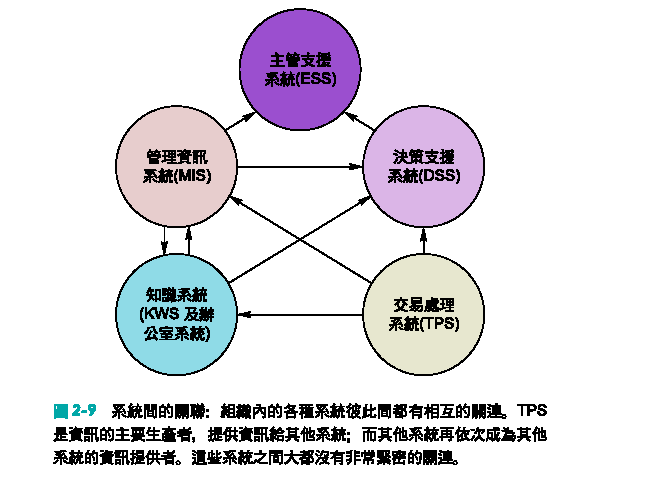 主管支援
系統(ESS)
管理資訊
系統(MIS)
決策支援
系統(DSS)
知識系統
(KWS 及辦
公室系統)
交易處理
系統(TPS)
圖 2-9 系統間的關聯：組織內的各種系統彼此間都有相互的關連。TPS
是資訊的主要生產者，提供資訊給其他系統；而其他系統再依次成為其他
系統的資訊提供者。這些系統之間大都沒有非常緊密的關連。